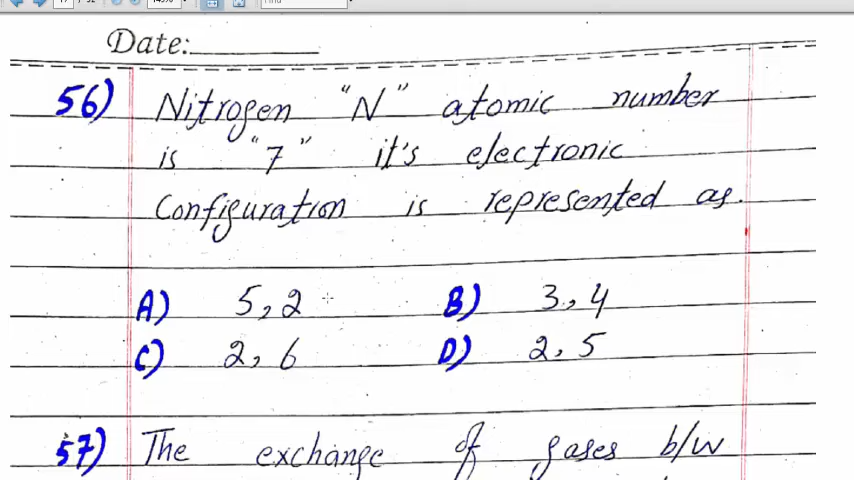 Date:
56) Nitrogen "N" atomic number
is "7" it's electronic
Configuration is represented as.
A) 5,2 B) 3,4
C) 2,6 D) 2,5
57) The exchange of gases b/w